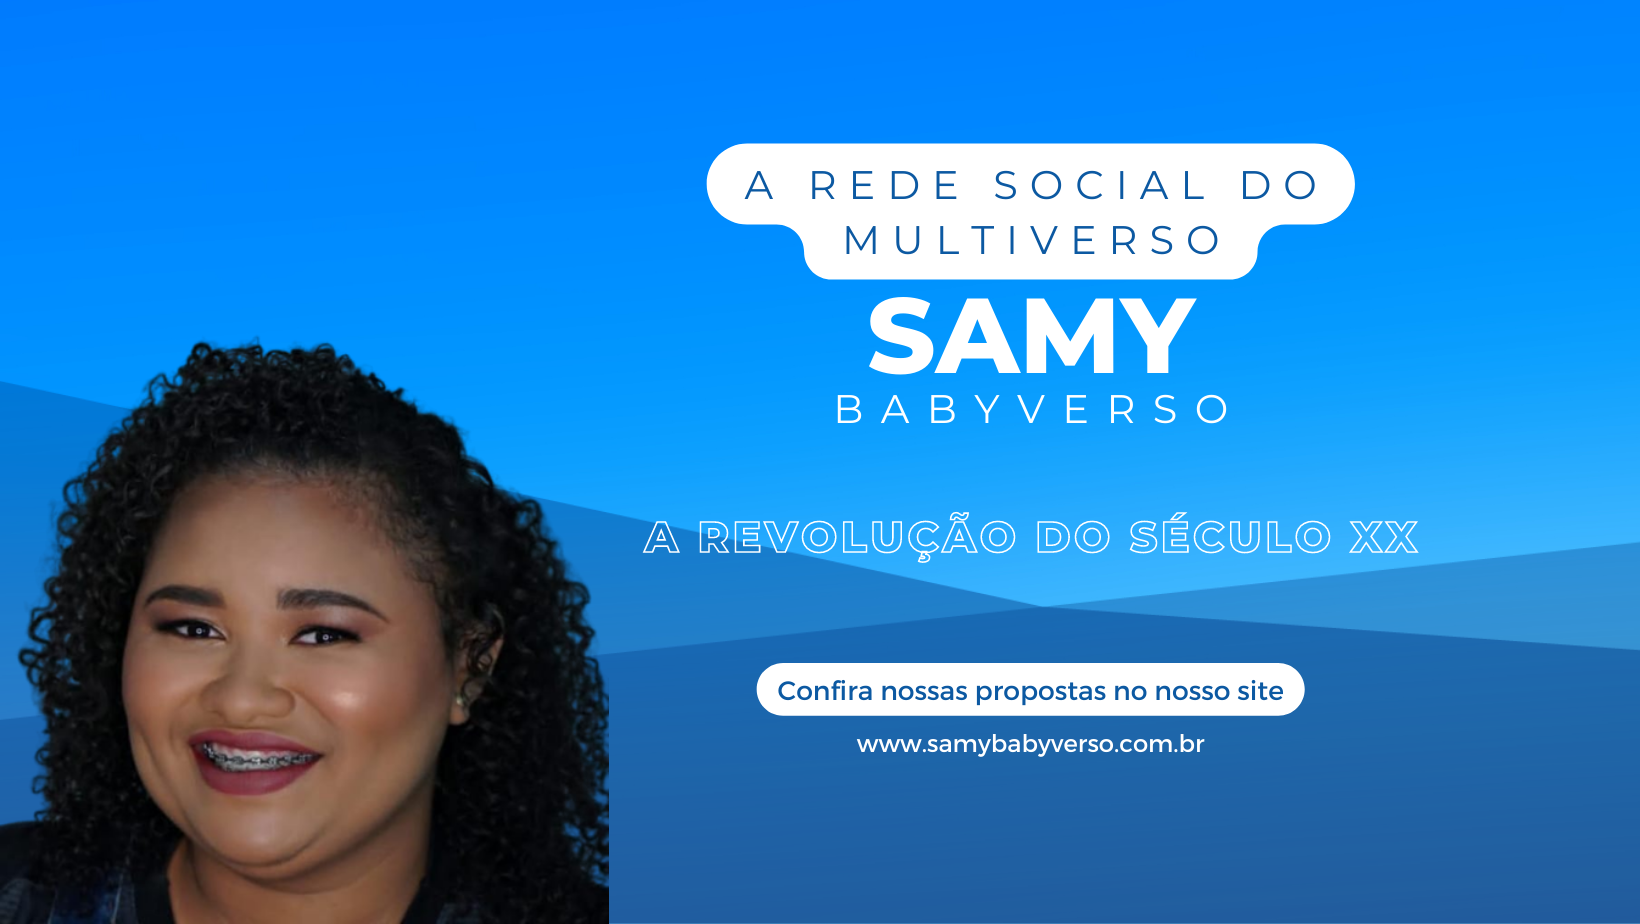 A REDE SOCIAL DO
MULTIVERSO
SAMY
BABYVERSO
A REVOLUÇÃO DO SÉCULO XX
Confira nossas propostas no nosso site
www.samybabyverso.com.br